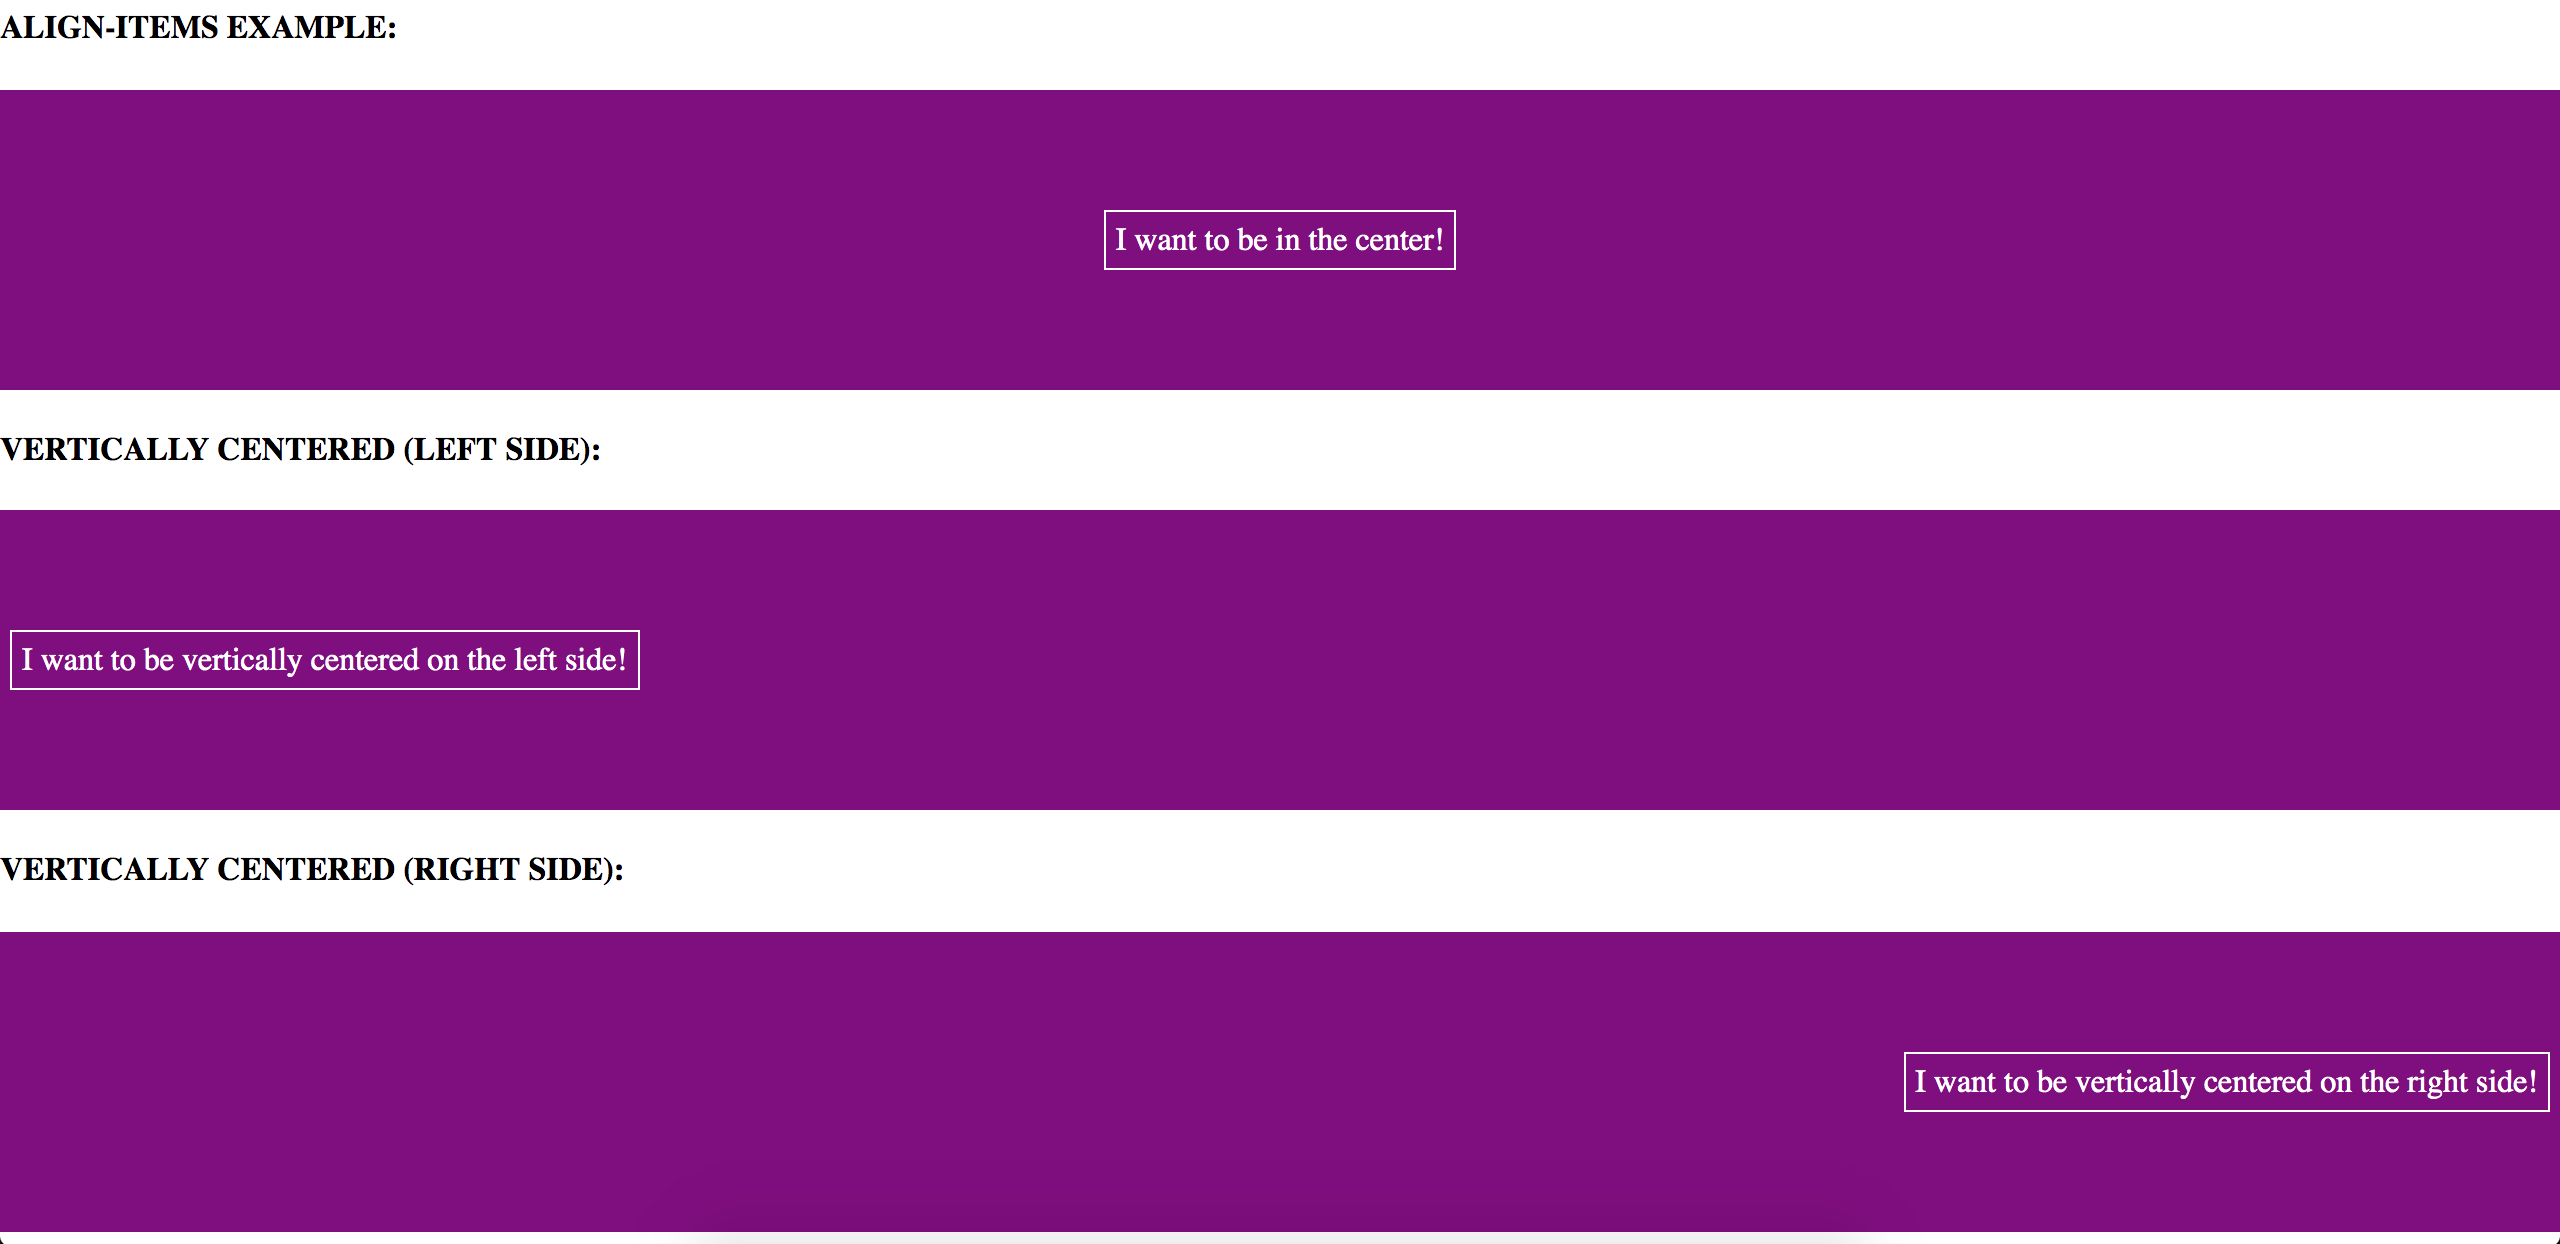 ALIGN-ITEMS EXAMPLE:
I want to be in the center!
VERTICALLY CENTERED (LEFT SIDE):
I want to be vertically centered on the left side!
VERTICALLY CENTERED (RIGHT SIDE):
I want to be vertically centered on the right side!